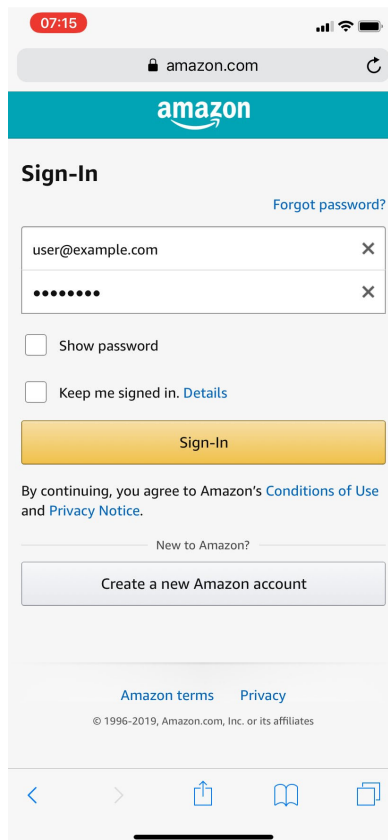 07:15
amazon.com
amazon
Sign-In
Forgot password?
user@example.com
••••••••
Show password
Keep me signed in. Details
Sign-In
By continuing, you agree to Amazon's Conditions of Use
and Privacy Notice.
New to Amazon?
Create a new Amazon account
Amazon terms Privacy
© 1996-2019, Amazon.com, Inc. or its affiliates